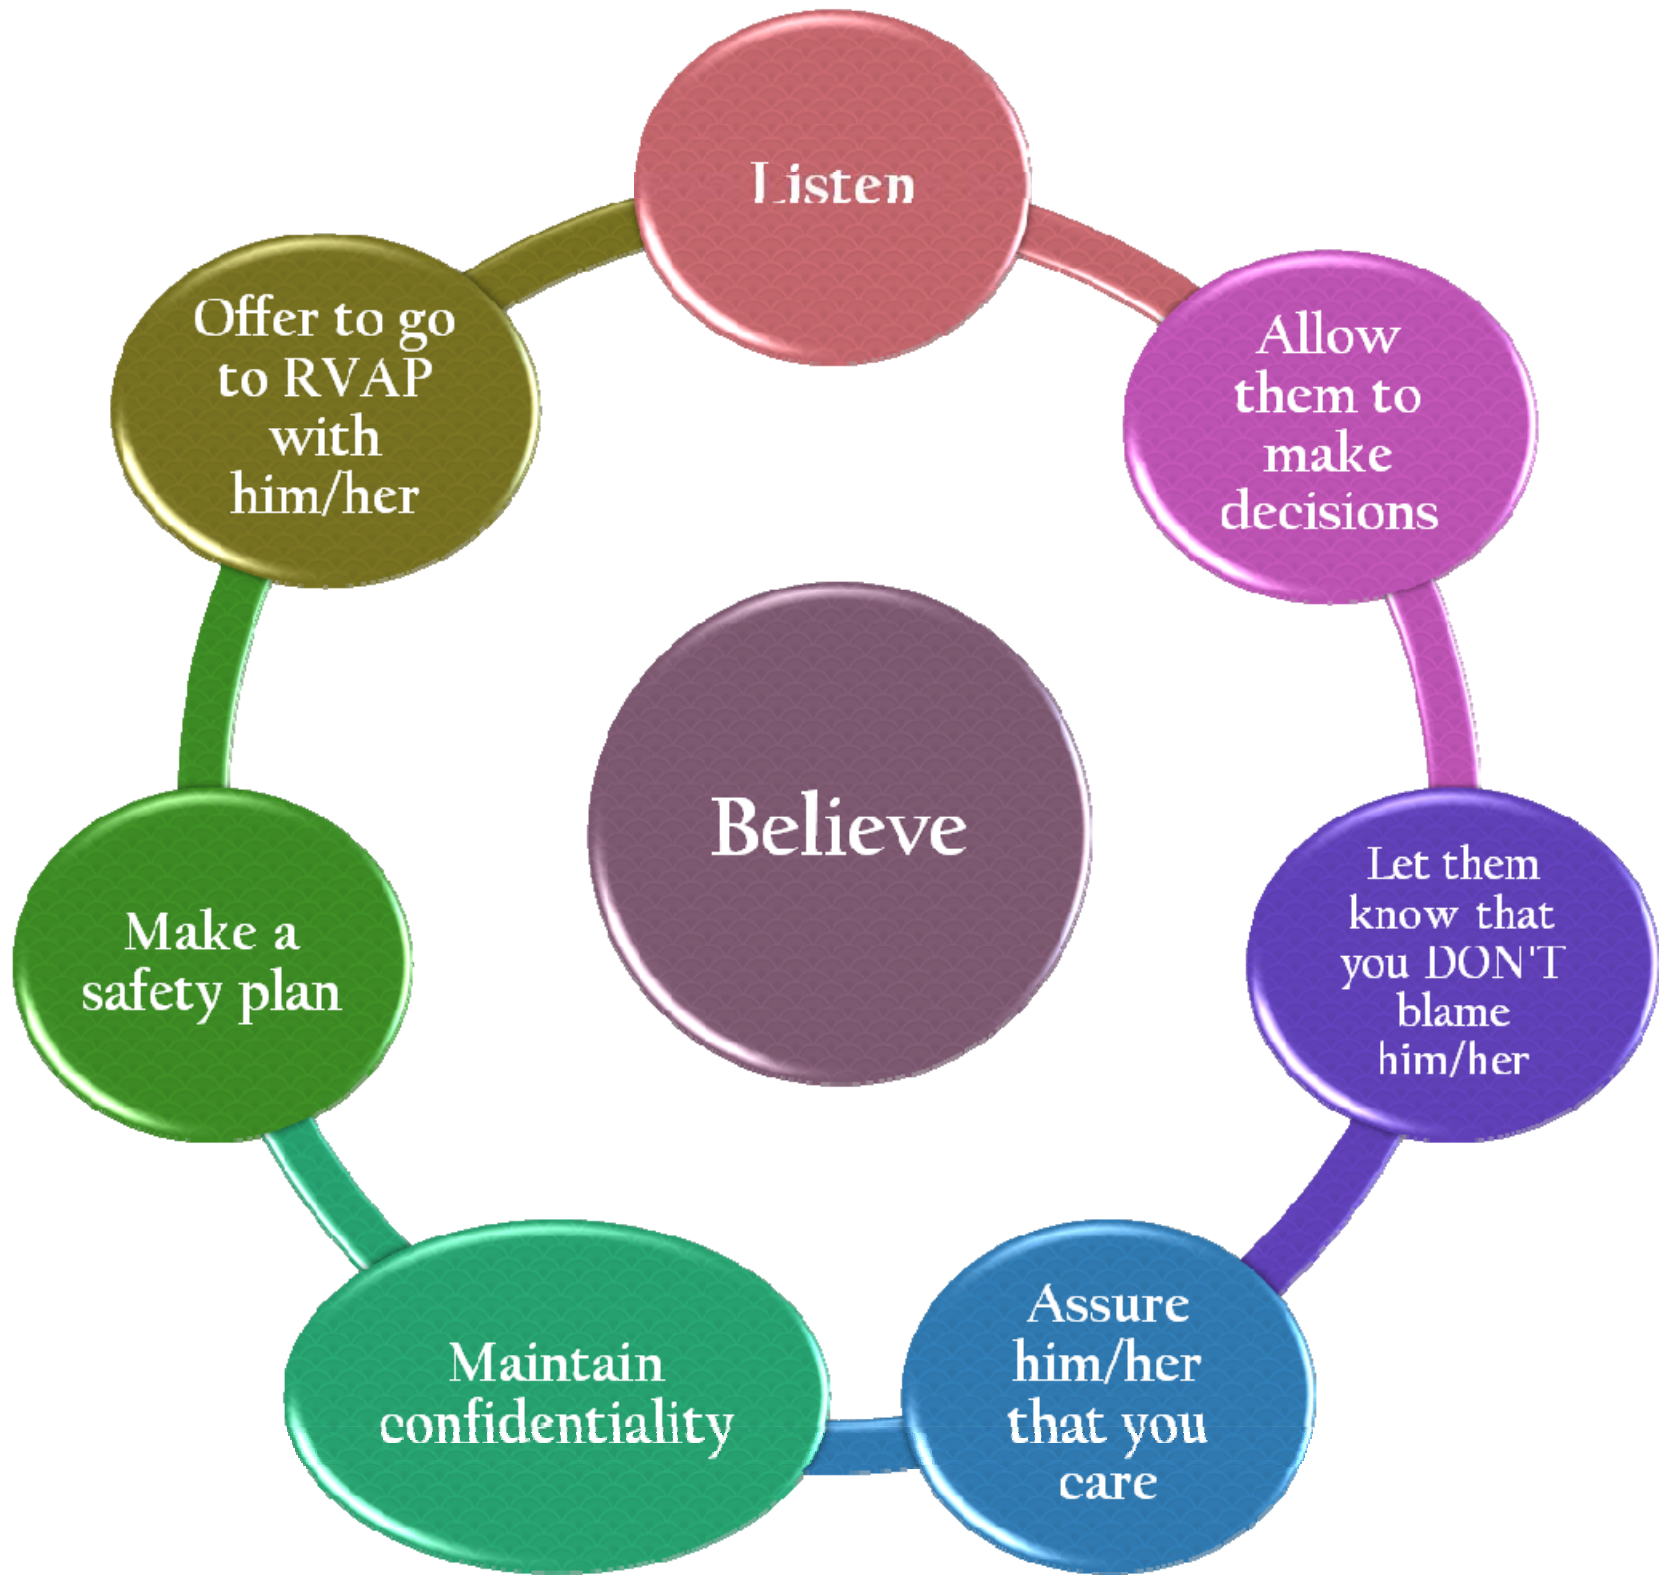 Listen
Allow
them to
make
decisions
Let them
know that
you DON'T
blame
him/her
Assure
him/her
that you
care
Maintain
confidentiality
Make a
safety plan
Offer to go
to RVAP
with
him/her
Believe